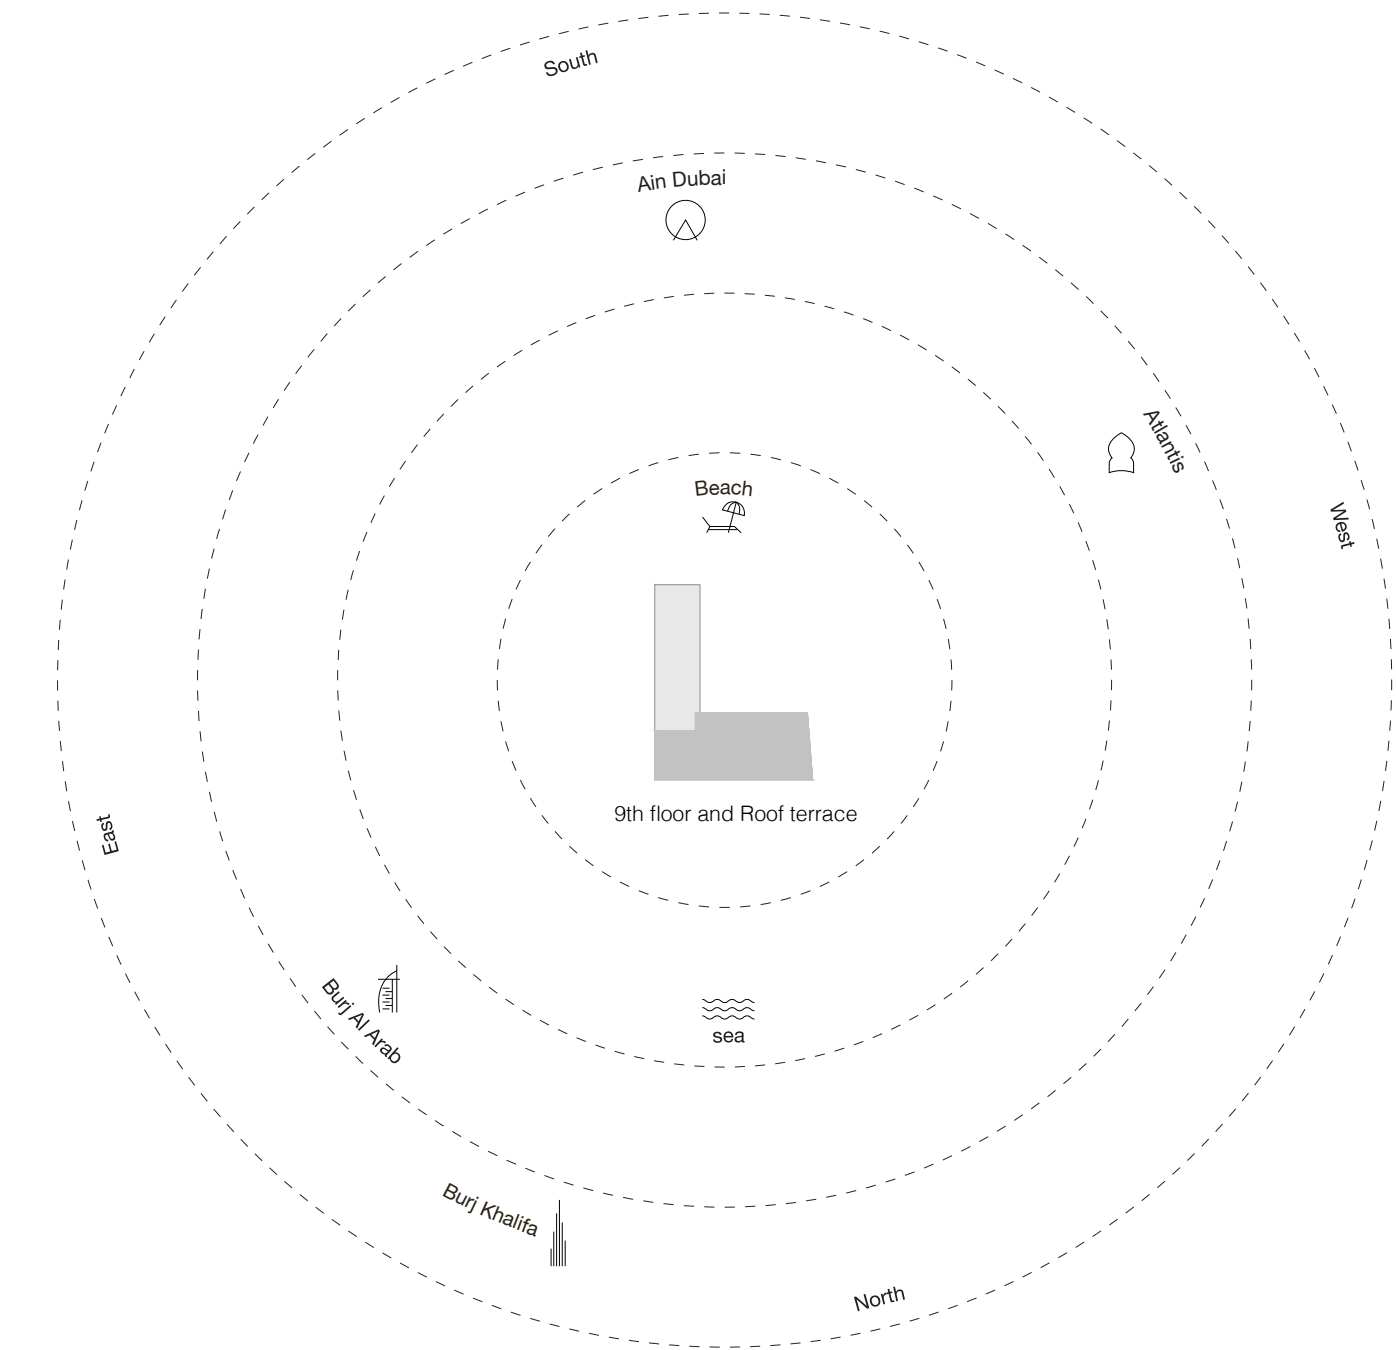 South
Ain Dubai
Atlantis
Beach
West
9th floor and Roof terrace
East
Burj Al Arab
sea
Burj Khalifa
North